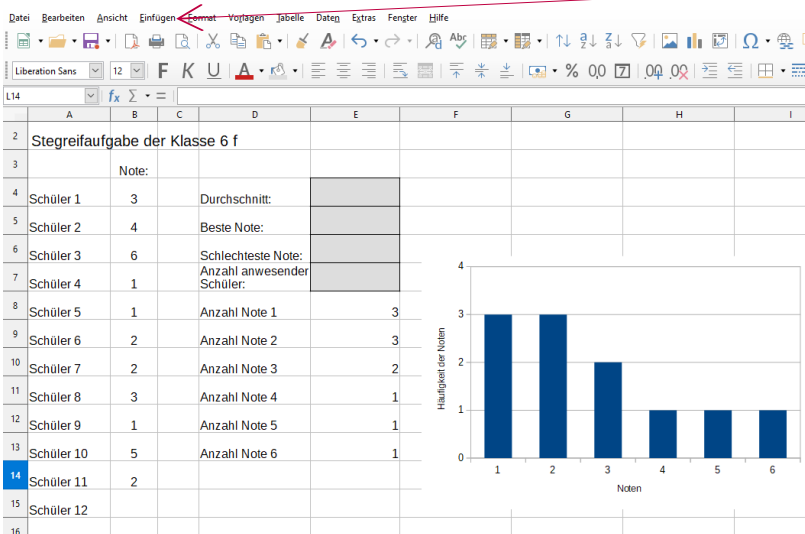 Datei Bearbeiten Ansicht Einfügen Format Vorlagen Tabelle Daten Extras Fenster Hilfe
Liberation Sans 12 F K U A % 0,0 7 .00 .00
L14 fx Σ =
A B C D E F G H I
2 Stegreifaufgabe der Klasse 6 f
3 Note:
4 Schüler 1 3 Durchschnitt:
5 Schüler 2 4 Beste Note:
6 Schüler 3 6 Schlechteste Note:
7 Schüler 4 1 Anzahl anwesender Schüler:
8 Schüler 5 1 Anzahl Note 1 3
9 Schüler 6 2 Anzahl Note 2 3
10 Schüler 7 2 Anzahl Note 3 2
11 Schüler 8 3 Anzahl Note 4 1
12 Schüler 9 1 Anzahl Note 5 1
13 Schüler 10 5 Anzahl Note 6 1
14 Schüler 11 2
15 Schüler 12
16
Häufigkeit der Noten
4
3
2
1
0
1 2 3 4 5 6
Noten